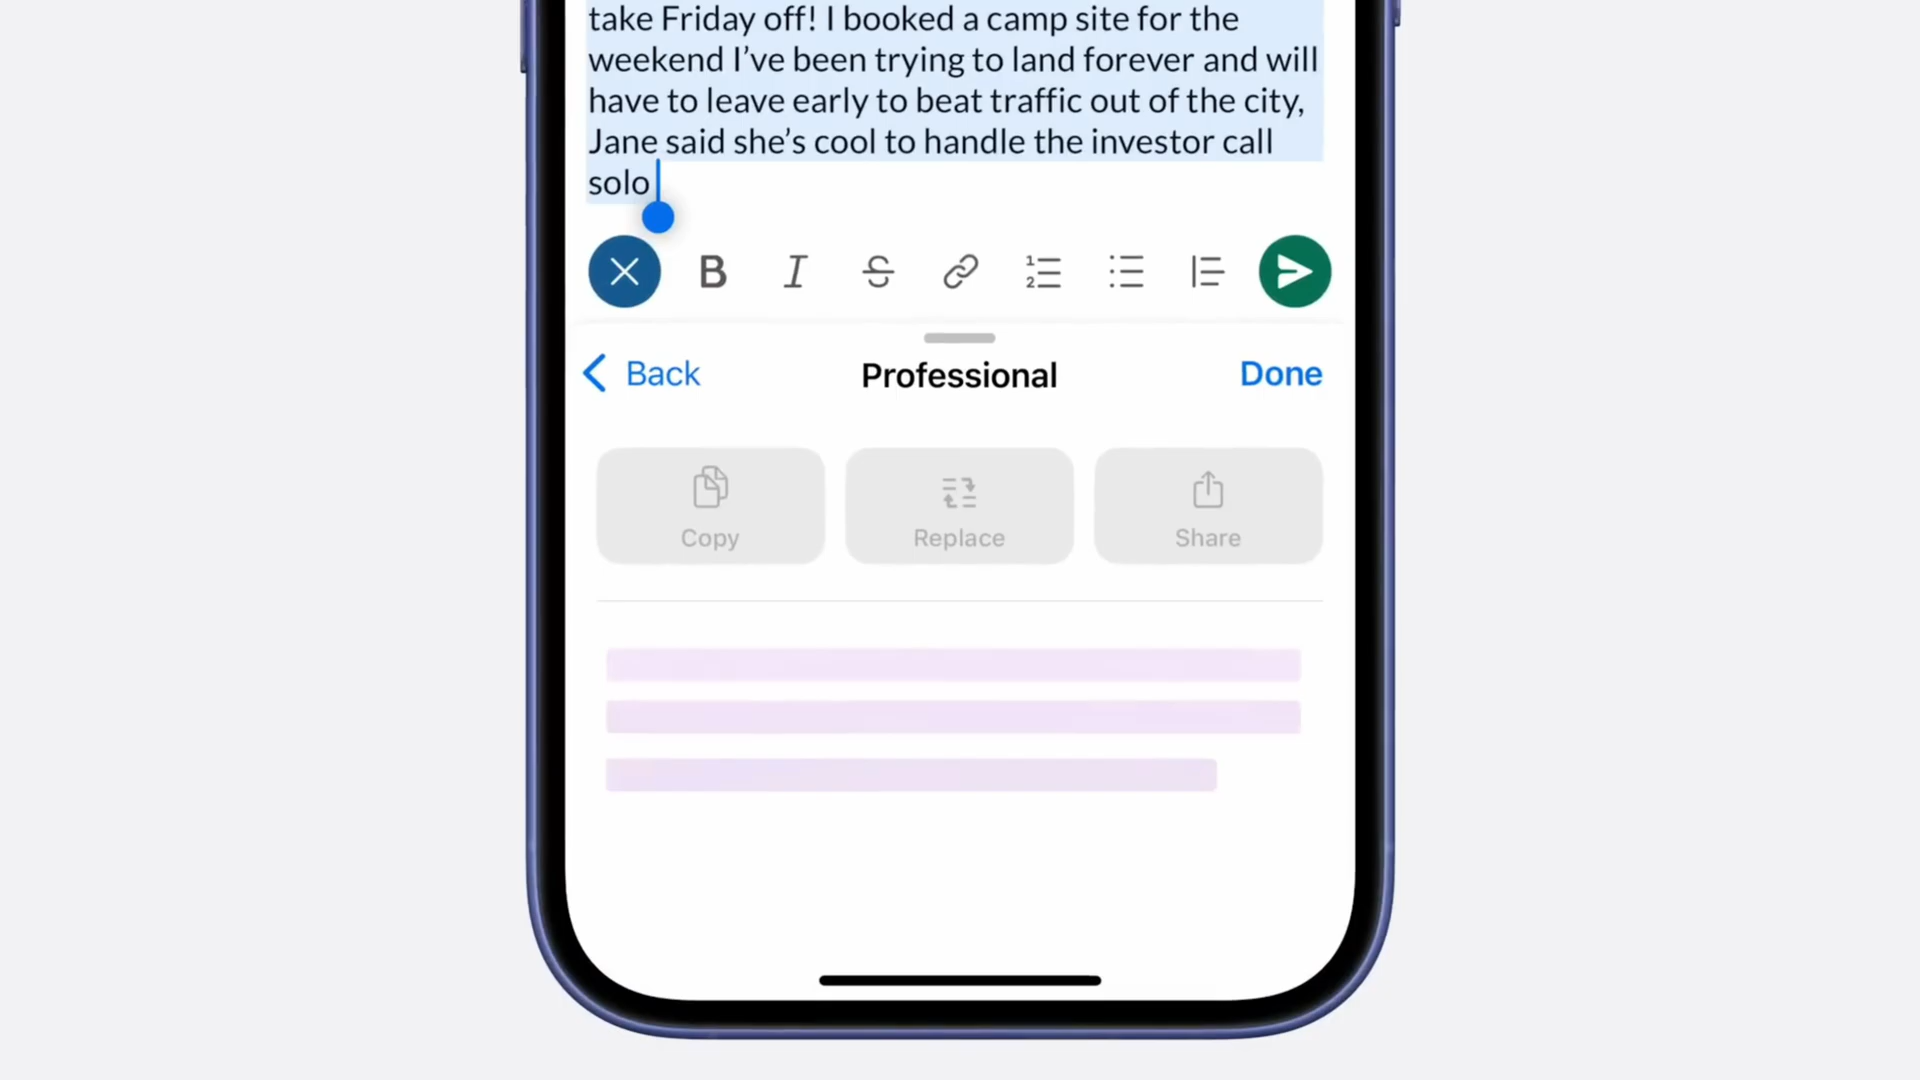 take Friday off! I booked a camp site for the
weekend I’ve been trying to land forever and will
have to leave early to beat traffic out of the city,
Jane said she’s cool to handle the investor call
solo
B I S 1 2
Back Professional Done
Copy Replace Share